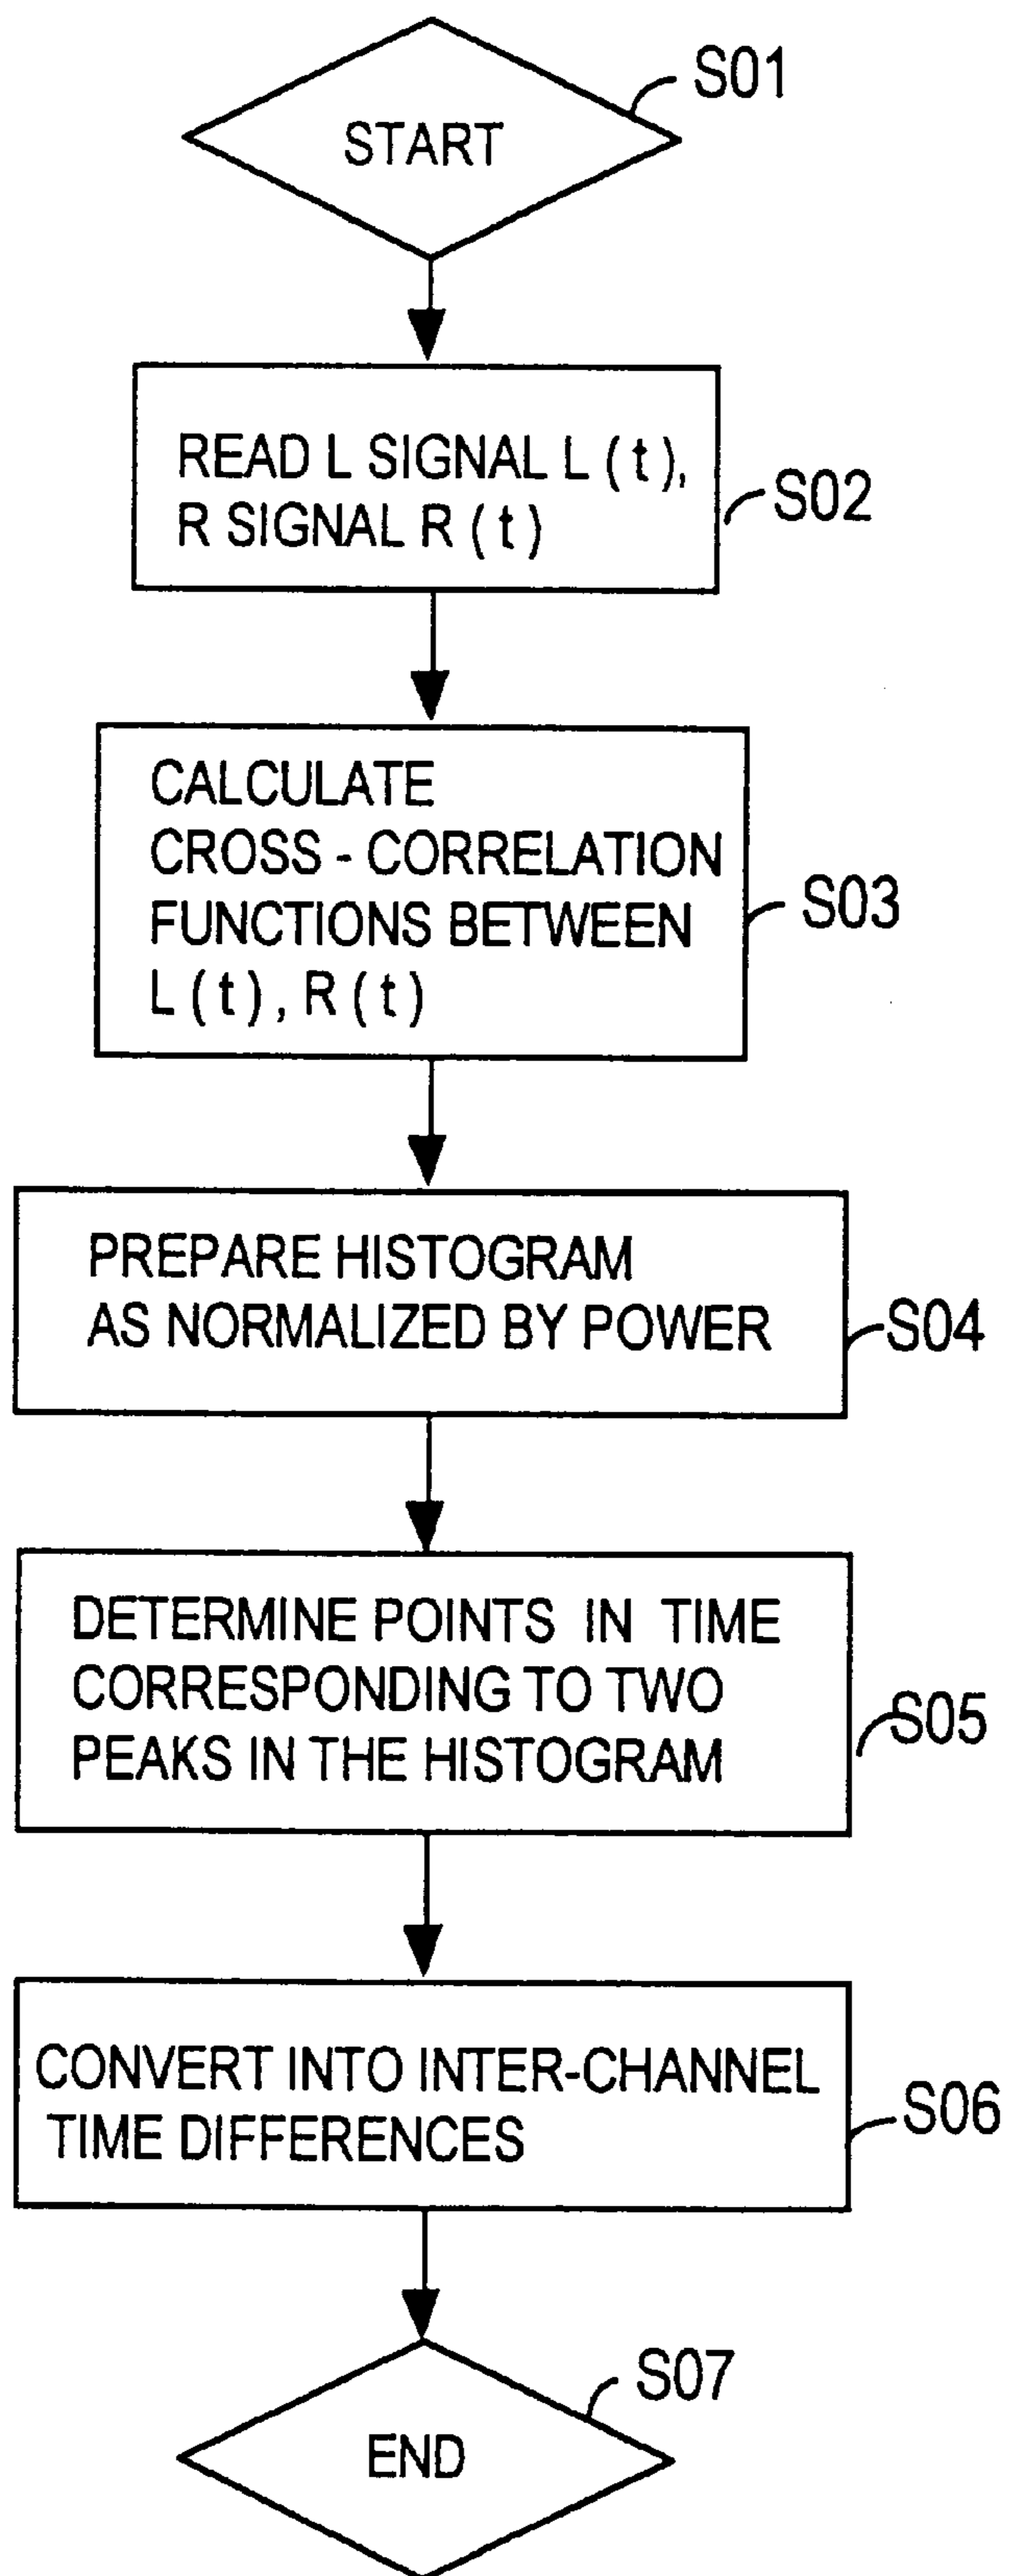 START
S01
READ L SIGNAL L (t),
R SIGNAL R (t)
S02
CALCULATE
CROSS - CORRELATION
FUNCTIONS BETWEEN
L (t), R (t)
S03
PREPARE HISTOGRAM
AS NORMALIZED BY POWER
S04
DETERMINE POINTS IN TIME
CORRESPONDING TO TWO
PEAKS IN THE HISTOGRAM
S05
CONVERT INTO INTER-CHANNEL
TIME DIFFERENCES
S06
END
S07